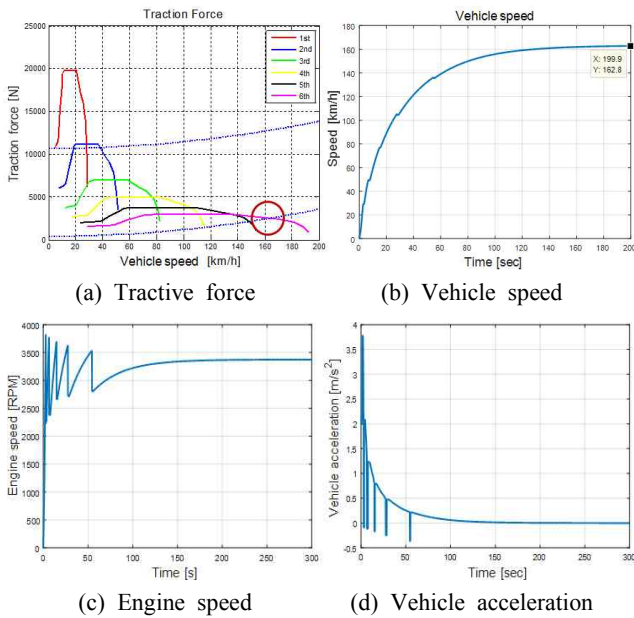 Traction Force
Traction force [N]
25000
20000
15000
10000
5000
0
0 20 40 60 80 100 120 140 160 180 200
Vehicle speed [km/h]
1st
2nd
3rd
4th
5th
6th
(a) Tractive force
Vehicle speed
Speed [km/h]
180
160
140
120
100
80
60
40
20
0
0 20 40 60 80 100 120 140 160 180 200
Time [sec]
X: 199.9
Y: 162.8
(b) Vehicle speed
Engine speed [RPM]
4000
3500
3000
2500
2000
1500
1000
500
0
0 50 100 150 200 250 300
Time [s]
(c) Engine speed
Vehicle acceleration [m/s²]
4
3.5
3
2.5
2
1.5
1
0.5
0
-0.5
0 50 100 150 200 250 300
Time [sec]
(d) Vehicle acceleration